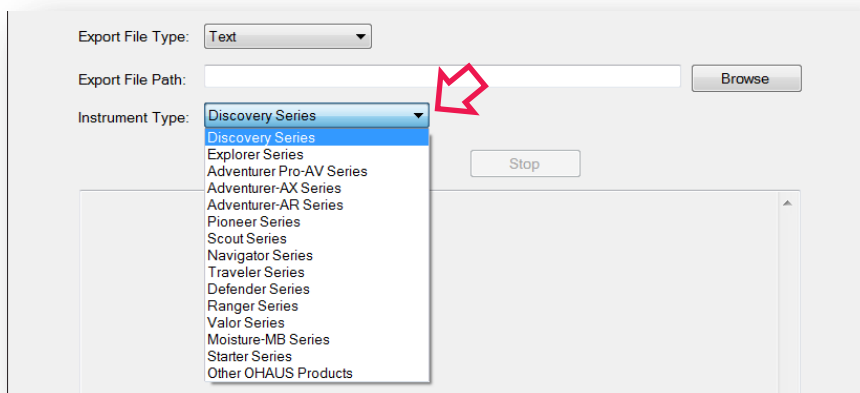 Export File Type: Text
Export File Path: Browse
Instrument Type: Discovery Series
Discovery Series
Explorer Series
Stop
Adventurer Pro-AV Series
Adventurer-AX Series
Adventurer-AR Series
Pioneer Series
Scout Series
Navigator Series
Traveler Series
Defender Series
Ranger Series
Valor Series
Moisture-MB Series
Starter Series
Other OHAUS Products